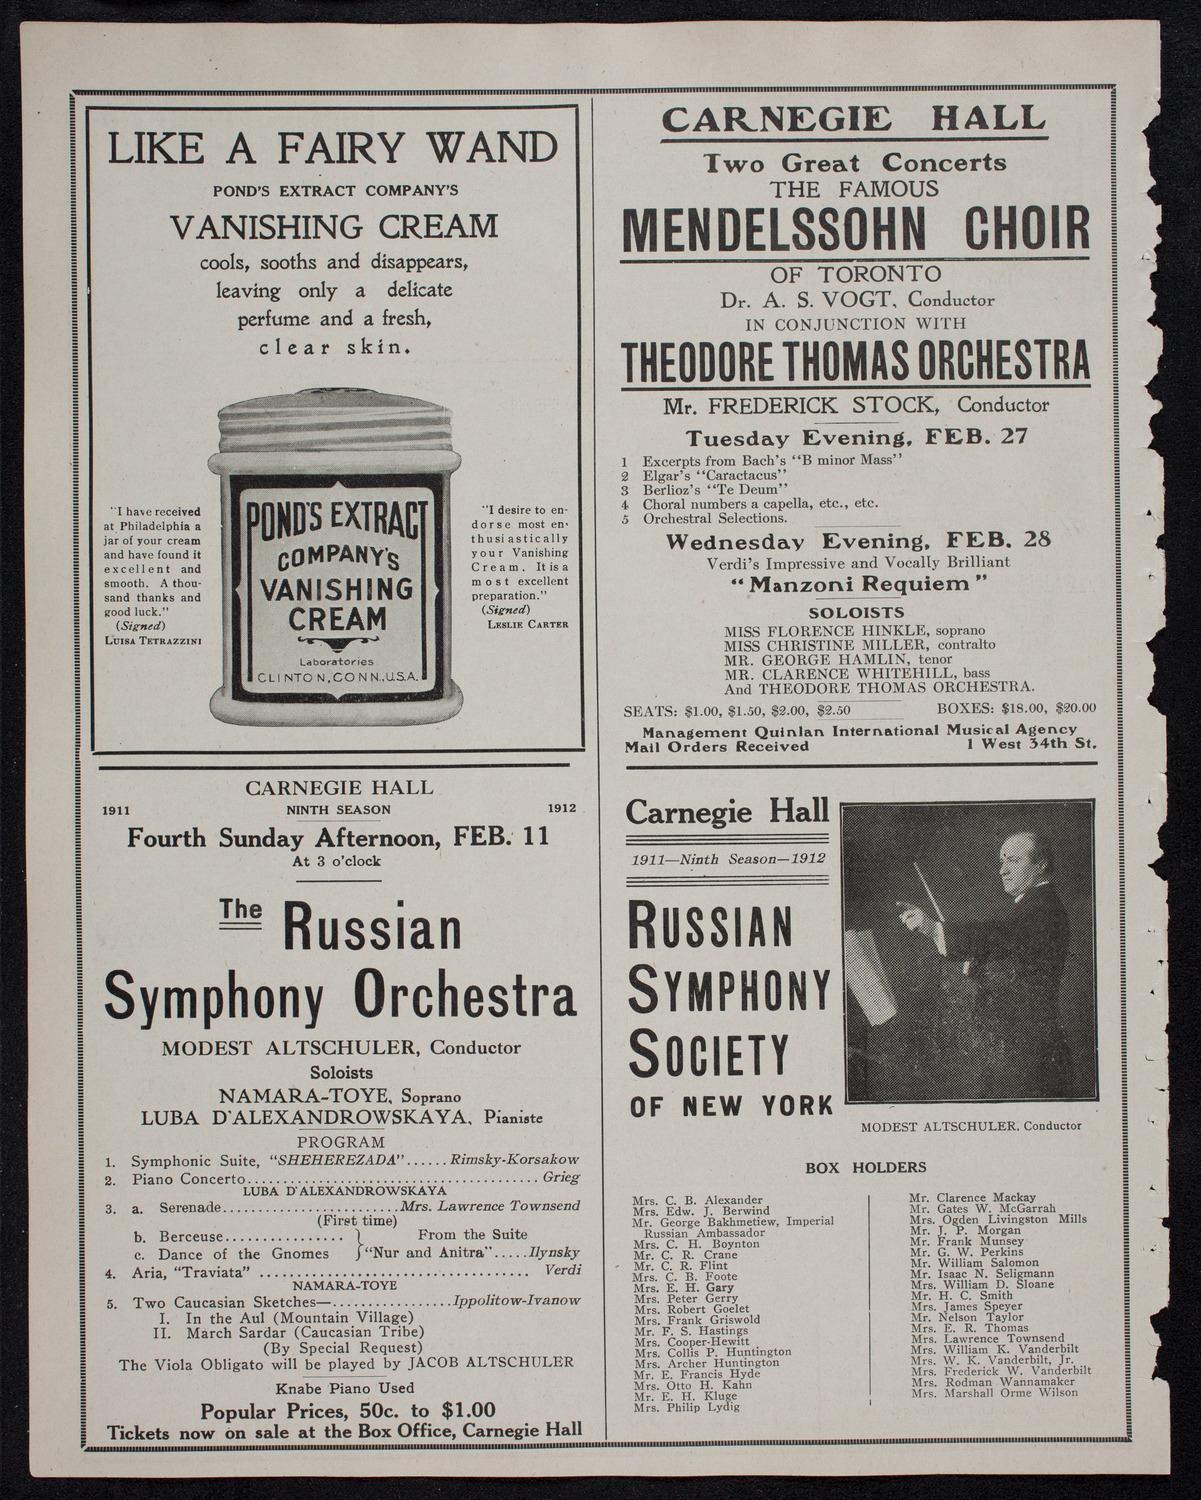 LIKE A FAIRY WAND
POND'S EXTRACT COMPANY'S
VANISHING CREAM
cools, sooths and disappears,
leaving only a delicate
perfume and a fresh,
clear skin.
"I have received
at Philadelphia a
jar of your cream
and have found it
excellent and
smooth. A thou-
sand thanks and
good luck."
(Signed)
LUISA TETRAZZINI
POND'S EXTRACT
COMPANY'S
VANISHING
CREAM
Laboratories
CLINTON, CONN., U.S.A.
"I desire to en-
dorse most en-
thusiastically
your Vanishing
Cream. It is a
most excellent
preparation."
(Signed)
LESLIE CARTER
CARNEGIE HALL
1911 NINTH SEASON 1912
Fourth Sunday Afternoon, FEB. 11
At 3 o'clock
The Russian
Symphony Orchestra
MODEST ALTSCHULER, Conductor
Soloists
NAMARA-TOYE, Soprano
LUBA D'ALEXANDROWSKAYA, Pianiste
PROGRAM
1. Symphonic Suite, "SHEHEREZADA"......Rimsky-Korsakow
2. Piano Concerto........................................Grieg
LUBA D'ALEXANDROWSKAYA
3. a. Serenade........................Mrs. Lawrence Townsend
(First time)
b. Berceuse................ } From the Suite
c. Dance of the Gnomes } "Nur and Anitra".....Ilynsky
4. Aria, "Traviata" ..................................... Verdi
NAMARA-TOYE
5. Two Caucasian Sketches—.................Ippolitow-Ivanow
I. In the Aul (Mountain Village)
II. March Sardar (Caucasian Tribe)
(By Special Request)
The Viola Obligato will be played by JACOB ALTSCHULER
Knabe Piano Used
Popular Prices, 50c. to $1.00
Tickets now on sale at the Box Office, Carnegie Hall
CARNEGIE HALL
Two Great Concerts
THE FAMOUS
MENDELSSOHN CHOIR
OF TORONTO
Dr. A. S. VOGT, Conductor
IN CONJUNCTION WITH
THEODORE THOMAS ORCHESTRA
Mr. FREDERICK STOCK, Conductor
Tuesday Evening, FEB. 27
1 Excerpts from Bach's "B minor Mass"
2 Elgar's "Caractacus"
3 Berlioz's "Te Deum"
4 Choral numbers a capella, etc., etc.
5 Orchestral Selections.
Wednesday Evening, FEB. 28
Verdi's Impressive and Vocally Brilliant
"Manzoni Requiem"
SOLOISTS
MISS FLORENCE HINKLE, soprano
MISS CHRISTINE MILLER, contralto
MR. GEORGE HAMLIN, tenor
MR. CLARENCE WHITEHILL, bass
And THEODORE THOMAS ORCHESTRA.
SEATS: $1.00, $1.50, $2.00, $2.50 BOXES: $18.00, $20.00
Management Quinlan International Musical Agency
Mail Orders Received 1 West 34th St.
Carnegie Hall
1911—Ninth Season—1912
RUSSIAN
SYMPHONY
SOCIETY
OF NEW YORK
MODEST ALTSCHULER, Conductor
BOX HOLDERS
Mrs. C. B. Alexander
Mrs. Edw. J. Berwind
Mr. George Bakhmetiew, Imperial
Russian Ambassador
Mrs. C. H. Boynton
Mr. C. R. Crane
Mr. C. R. Flint
Mrs. C. B. Foote
Mrs. E. H. Gary
Mrs. Peter Gerry
Mrs. Robert Goelet
Mrs. Frank Griswold
Mr. F. S. Hastings
Mrs. Cooper-Hewitt
Mrs. Collis P. Huntington
Mrs. Archer Huntington
Mr. E. Francis Hyde
Mrs. Otto H. Kahn
Mr. E. H. Kluge
Mrs. Philip Lydig
Mr. Clarence Mackay
Mr. Gates W. McGarrah
Mrs. Ogden Livingston Mills
Mr. J. P. Morgan
Mr. Frank Munsey
Mr. G. W. Perkins
Mr. William Salomon
Mr. Isaac N. Seligmann
Mrs. William D. Sloane
Mr. H. C. Smith
Mrs. James Speyer
Mr. Nelson Taylor
Mrs. E. R. Thomas
Mrs. Lawrence Townsend
Mrs. William K. Vanderbilt
Mrs. W. K. Vanderbilt, Jr.
Mrs. Frederick W. Vanderbilt
Mrs. Rodman Wannamaker
Mrs. Marshall Orme Wilson